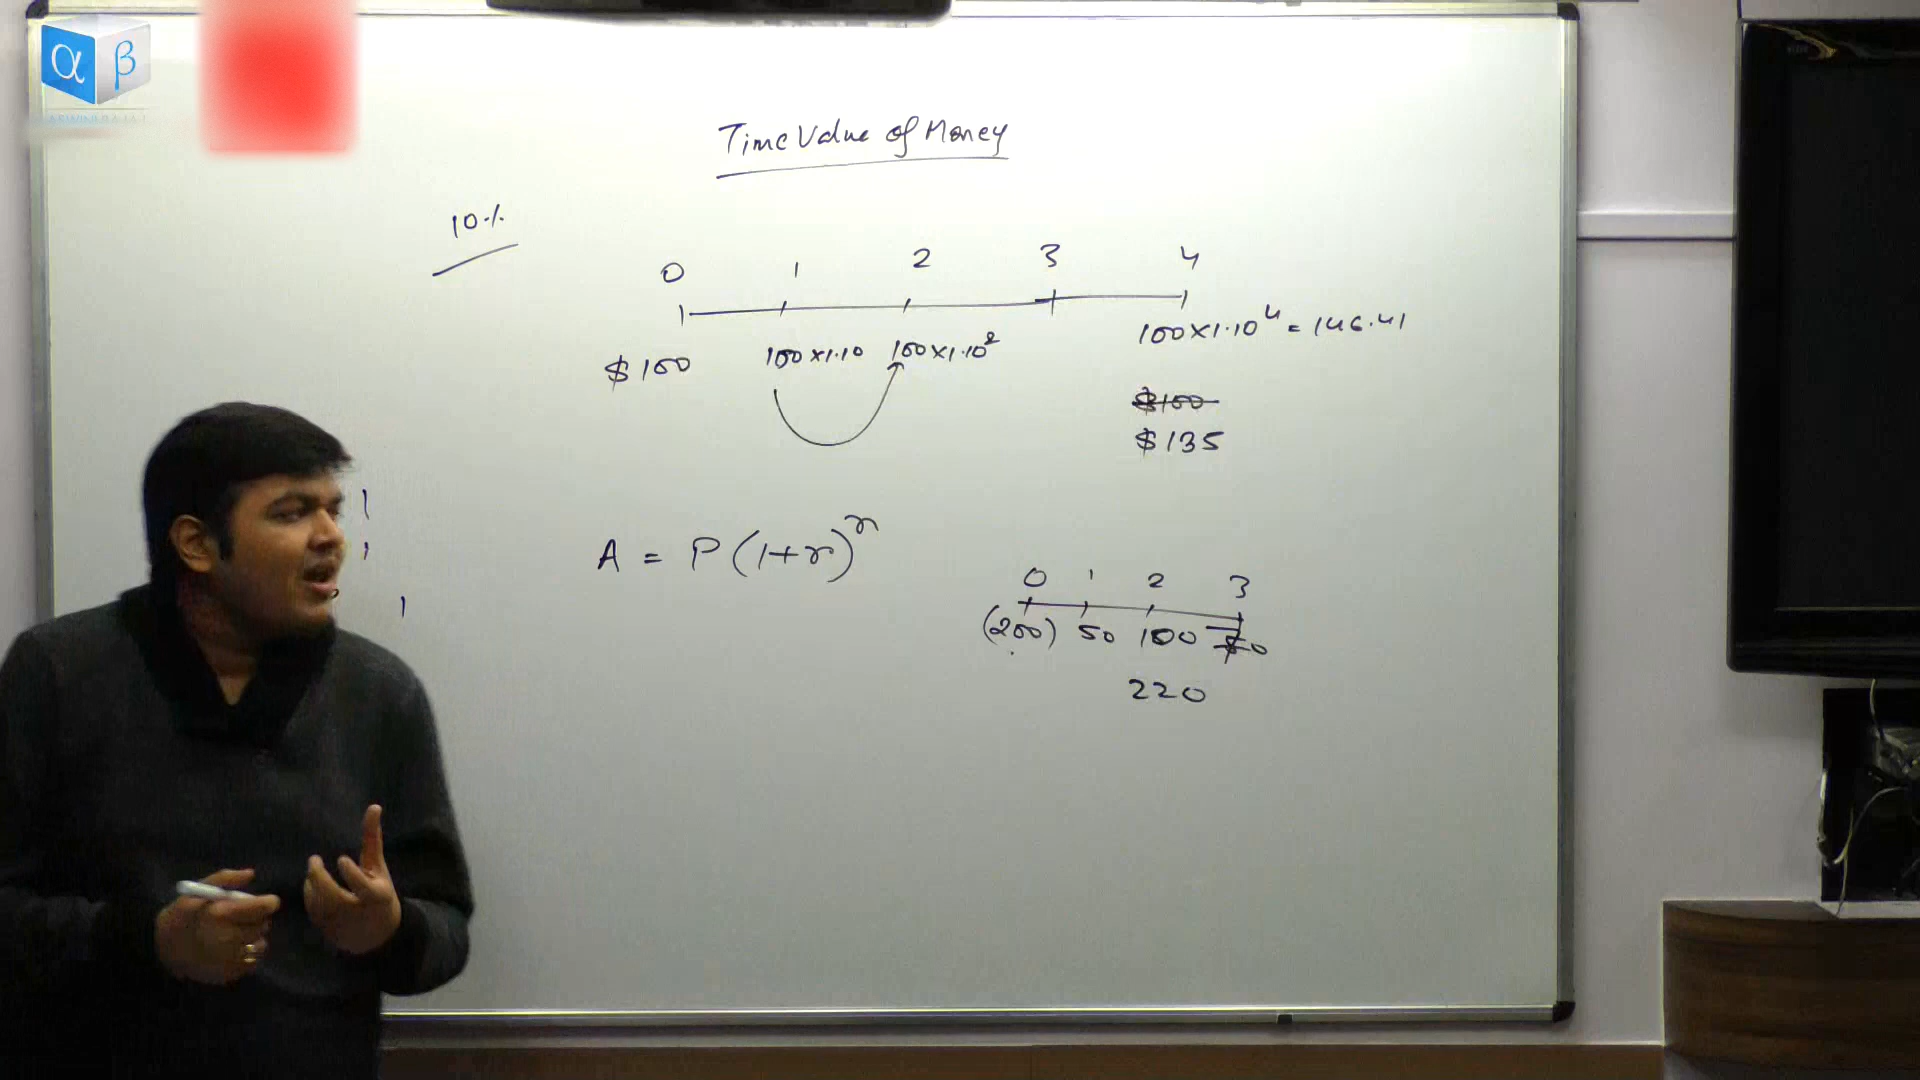 α β
Time Value of Money
10%
0 1 2 3 4
$100 100×1.10 100×1.10² 100×1.10⁴ = 146.41
$100
$135
A = P(1+r)ⁿ
0 1 2 3
(200) 50 100
220